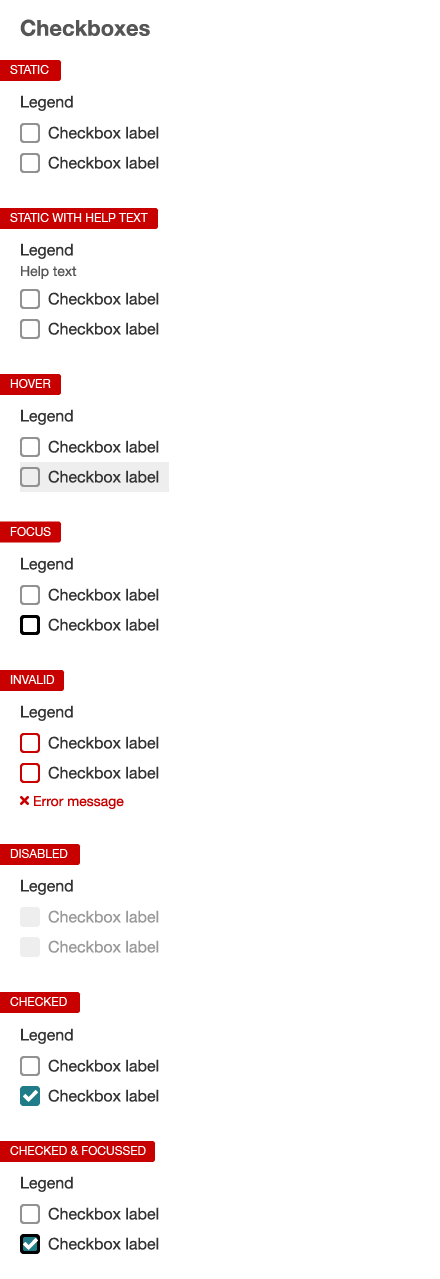 Checkboxes
STATIC
Legend
Checkbox label
Checkbox label
STATIC WITH HELP TEXT
Legend
Help text
Checkbox label
Checkbox label
HOVER
Legend
Checkbox label
Checkbox label
FOCUS
Legend
Checkbox label
Checkbox label
INVALID
Legend
Checkbox label
Checkbox label
Error message
DISABLED
Legend
Checkbox label
Checkbox label
CHECKED
Legend
Checkbox label
Checkbox label
CHECKED & FOCUSSED
Legend
Checkbox label
Checkbox label